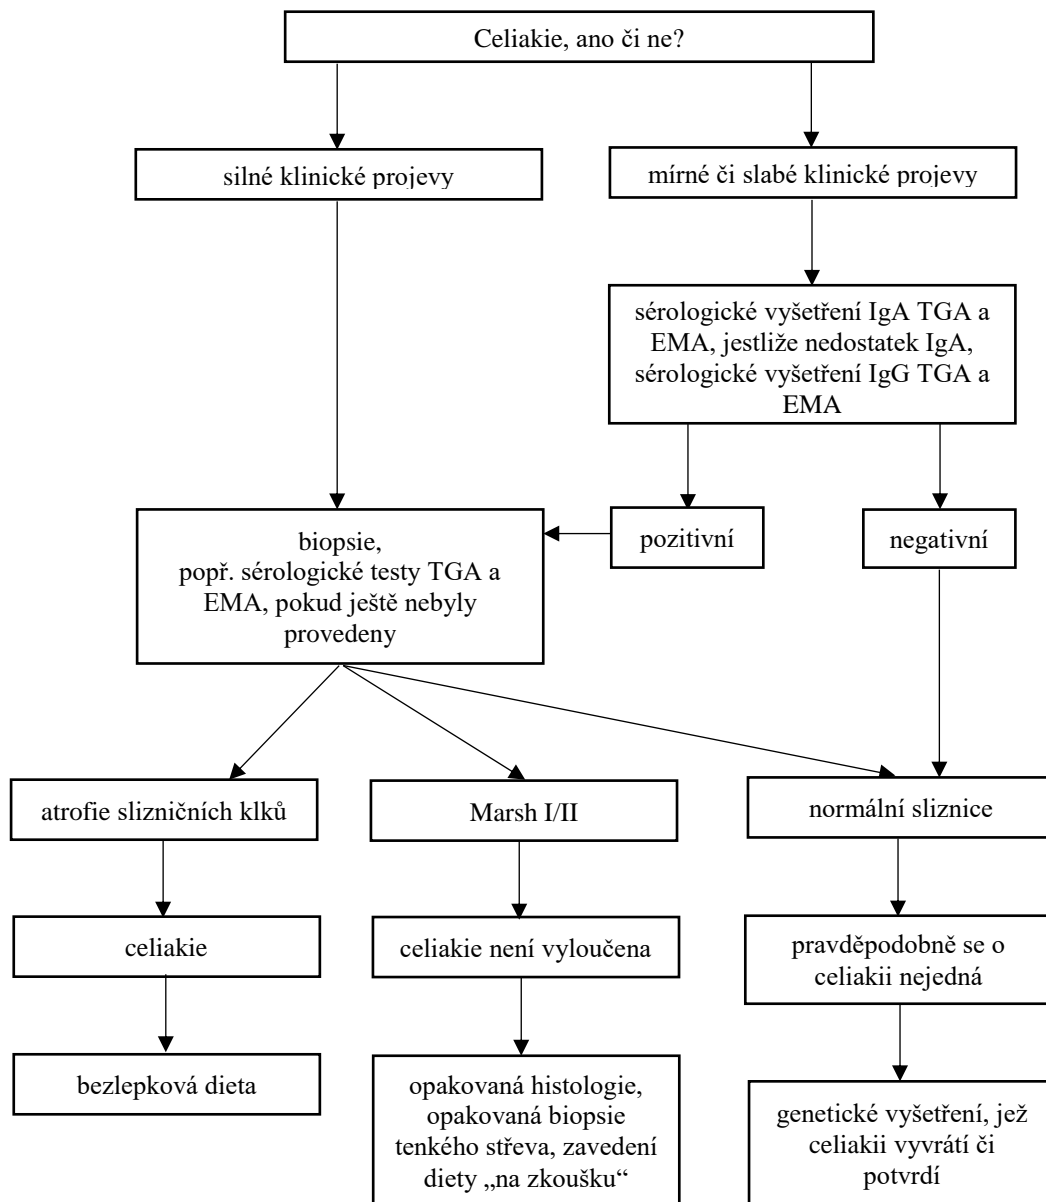 Celiakie, ano či ne?
silné klinické projevy
mírné či slabé klinické projevy
sérologické vyšetření IgA TGA a
EMA, jestliže nedostatek IgA,
sérologické vyšetření IgG TGA a
EMA
biopsie,
popř. sérologické testy TGA a
EMA, pokud ještě nebyly
provedeny
pozitivní
negativní
atrofie slizničních klků
Marsh I/II
normální sliznice
celiakie
celiakie není vyloučena
pravděpodobně se o
celiakii nejedná
bezlepková dieta
opakovaná histologie,
opakovaná biopsie
tenkého střeva, zavedení
diety „na zkoušku“
genetické vyšetření, jež
celiakii vyvrátí či
potvrdí